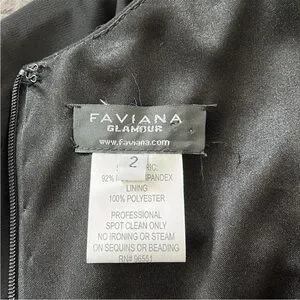 FAVIANA
GLAMOUR
www.faviana.com
2
92%
LINING
100% POLYESTER
PROFESSIONAL
SPOT CLEAN ONLY
NO IRONING OR STEAM
ON SEQUINS OR BEADING
RN# 96551